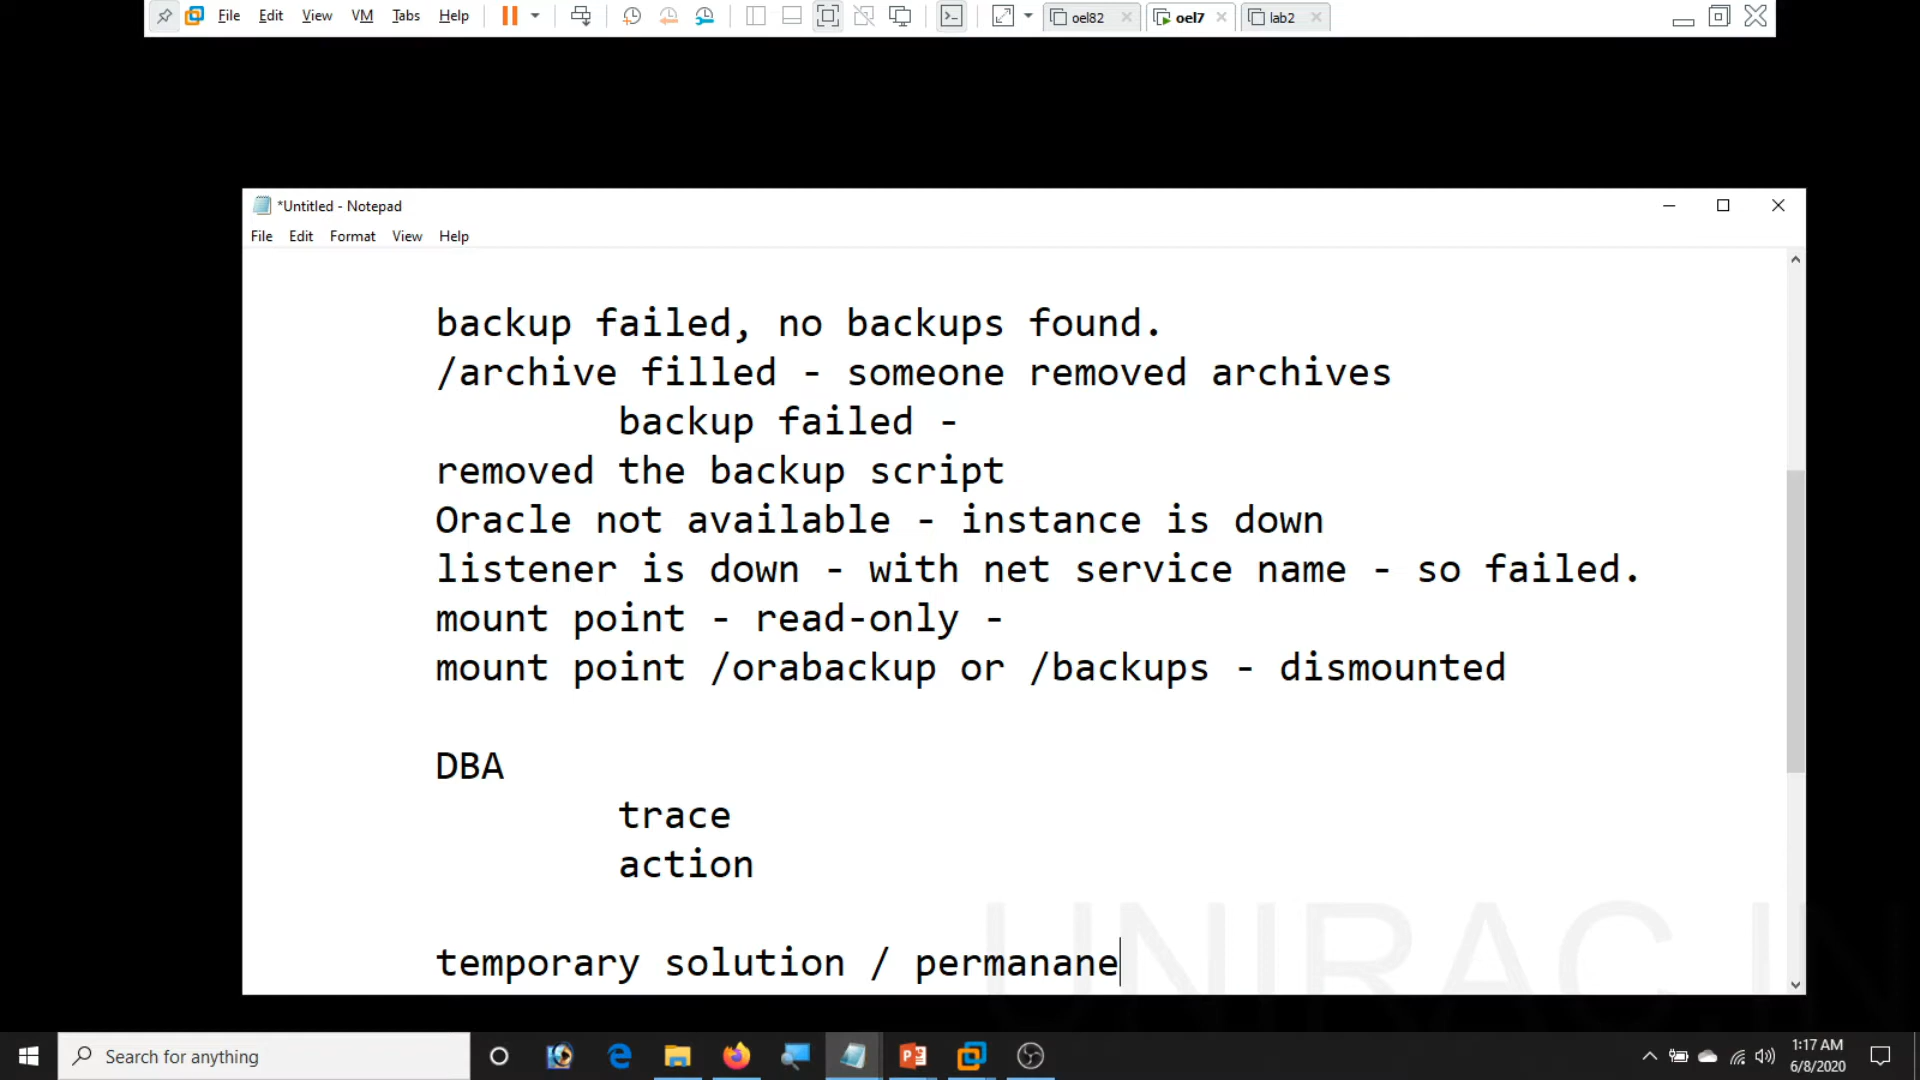 File Edit View VM Tabs Help oel82 oel7 lab2
*Untitled - Notepad
File Edit Format View Help
backup failed, no backups found.
/archive filled - someone removed archives
backup failed -
removed the backup script
Oracle not available - instance is down
listener is down - with net service name - so failed.
mount point - read-only -
mount point /orabackup or /backups - dismounted
DBA
trace
action
temporary solution / permanane
UNIRAC.IN
Search for anything
1:17 AM
6/8/2020